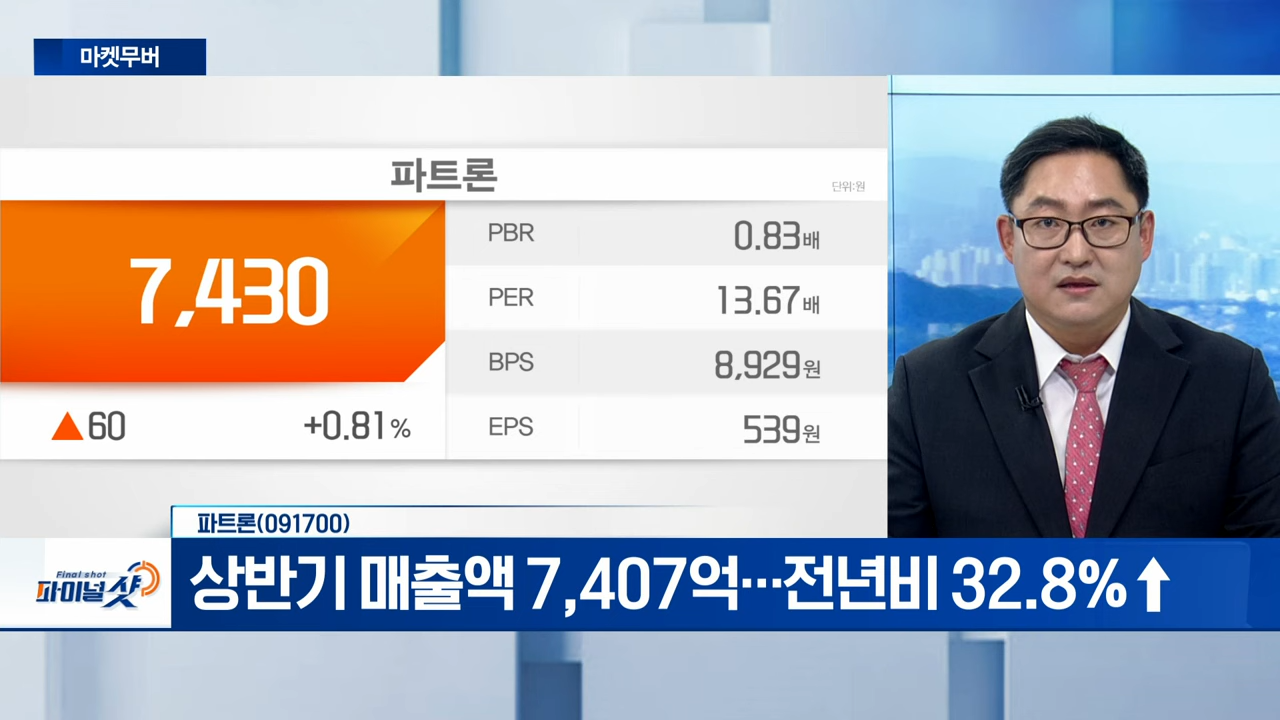 마켓무버
파트론
단위:원
7,430
▲60 +0.81%
PBR 0.83배
PER 13.67배
BPS 8,929원
EPS 539원
파트론(091700)
Final shot
파이널샷
상반기 매출액 7,407억…전년비 32.8%↑